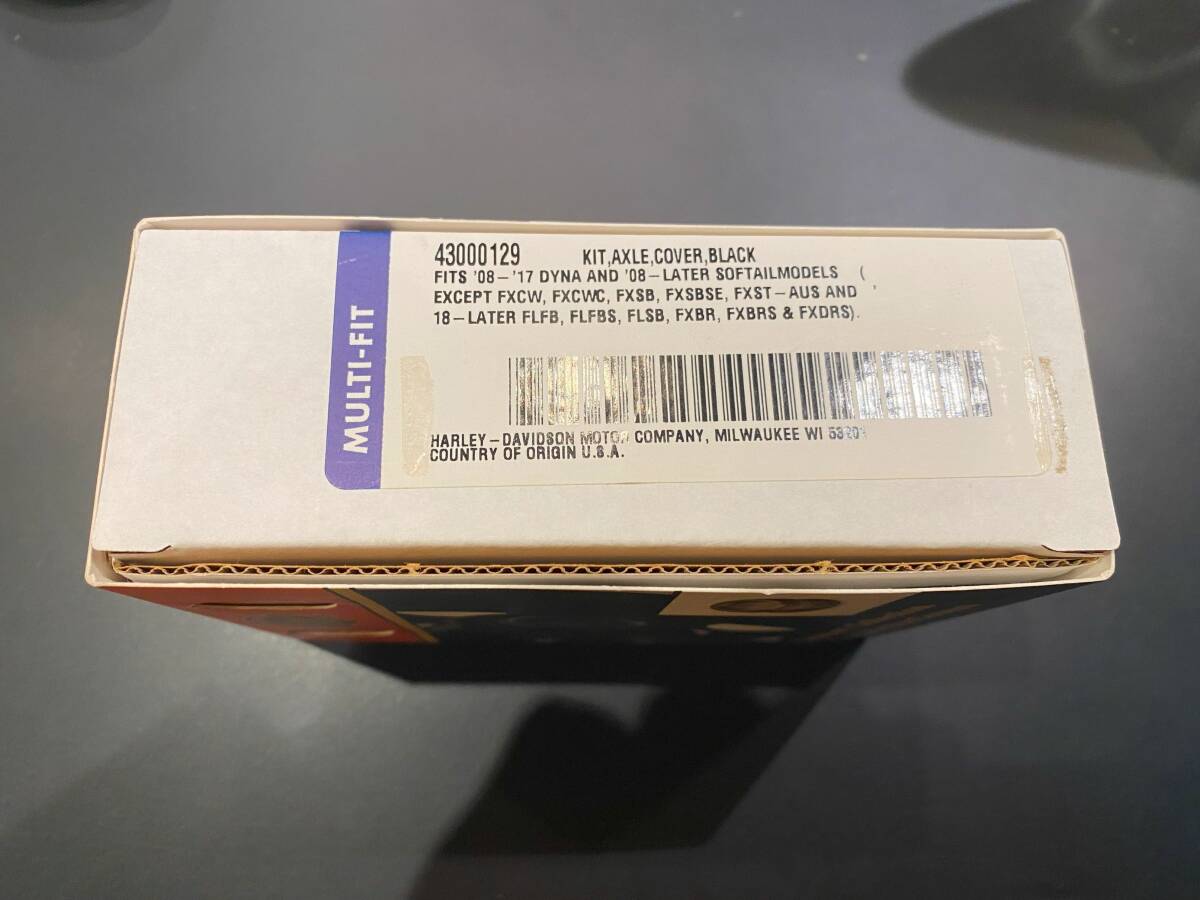 43000129 KIT,AXLE,COVER,BLACK
FITS '08-'17 DYNA AND '08-LATER SOFTAILMODELS (
EXCEPT FXCW, FXCWC, FXSB, FXSBSE, FXST-AUS AND '
18-LATER FLFB, FLFBS, FLSB, FXBR, FXBRS & FXDRS).
MULTI-FIT
HARLEY-DAVIDSON MOTOR COMPANY, MILWAUKEE WI
COUNTRY OF ORIGIN U.S.A.